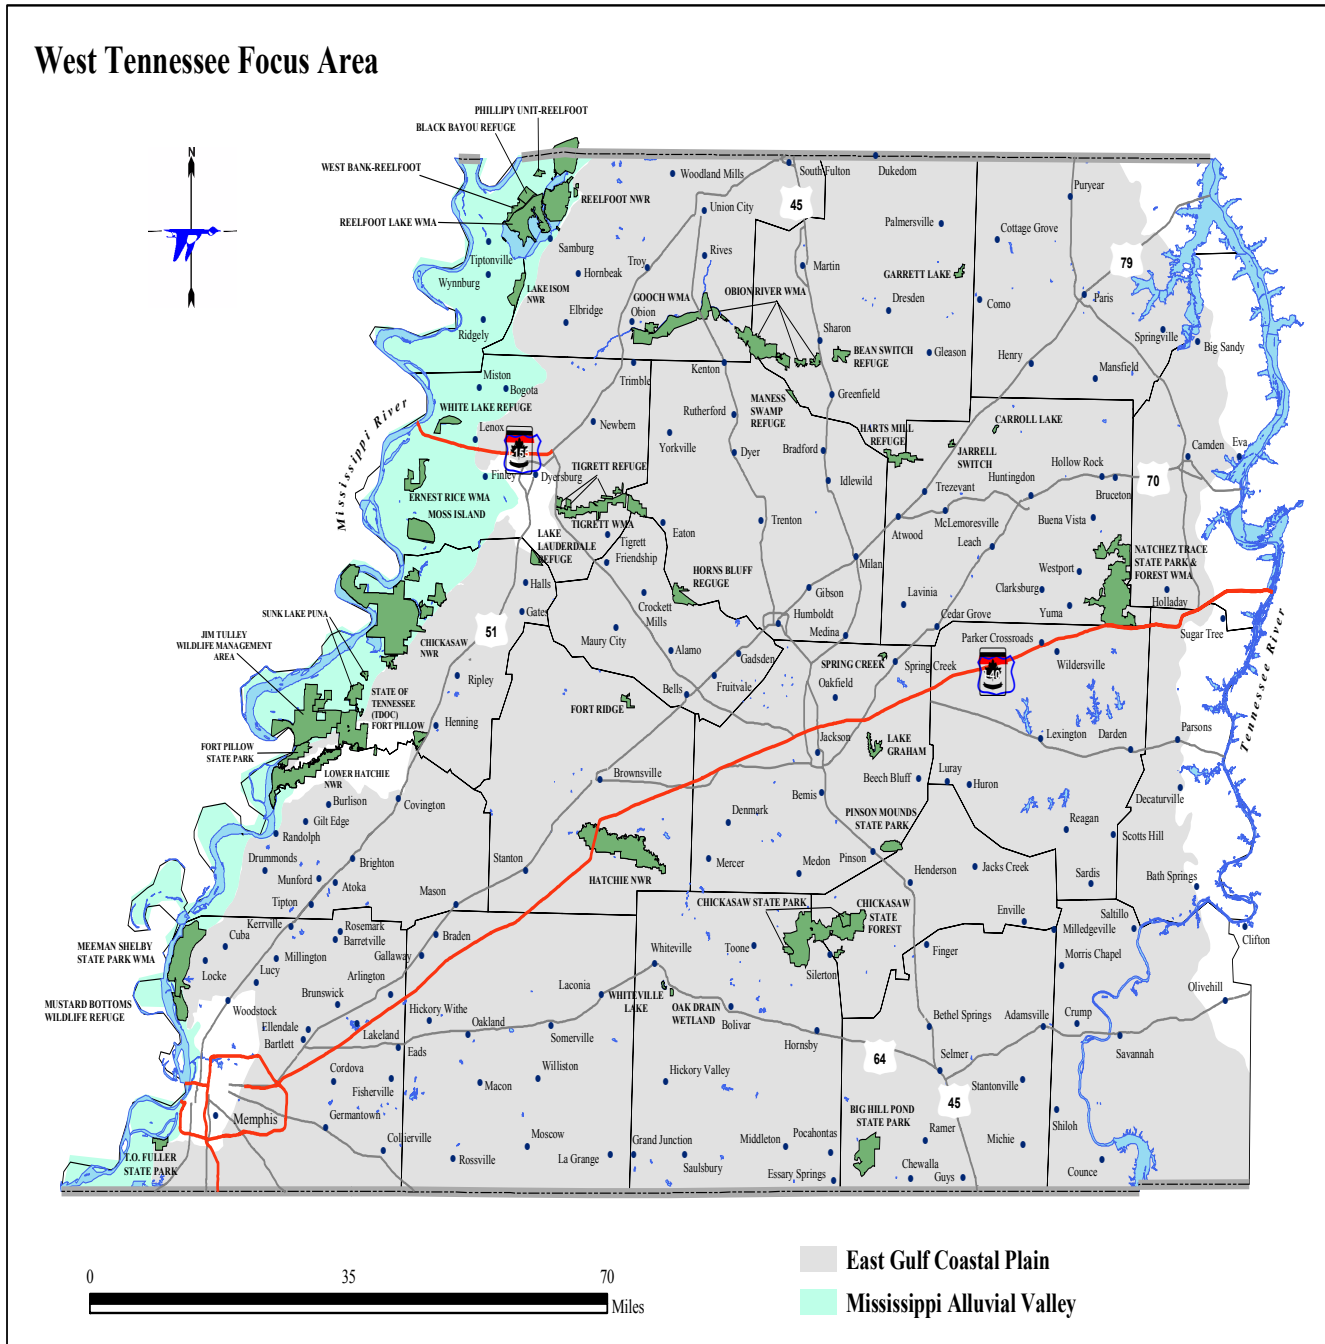 West Tennessee Focus Area
PHILLIPY UNIT-REELFOOT
BLACK BAYOU REFUGE
WEST BANK-REELFOOT
REELFOOT LAKE WMA
REELFOOT NWR
N
Woodland Mills
South Fulton
Dukedom
Puryear
Union City
45
Palmersville
Cottage Grove
Samburg
Rives
Tiptonville
Troy
Martin
79
Wynnburg
Hornbeak
GARRETT LAKE
LAKE ISOM
NWR
GOOCH WMA
OBION RIVER WMA
Dresden
Como
Paris
Elbridge
Obion
Ridgely
Sharon
Springville
Big Sandy
BEAN SWITCH
REFUGE
Gleason
Henry
Miston
Bogota
Trimble
Kenton
Mansfield
WHITE LAKE REFUGE
MANESS
SWAMP
REFUGE
Greenfield
Rutherford
Mississippi River
Lenox
Newbern
Yorkville
HARTS MILL
REFUGE
CARROLL LAKE
Dyer
Bradford
JARRELL
SWITCH
Camden
Eva
155
TIGRETT REFUGE
Hollow Rock
Finley
Dyersburg
Huntingdon
Idlewild
70
ERNEST RICE WMA
Trezevant
Bruceton
MOSS ISLAND
TIGRETT WMA
Trenton
McLemoresville
Buena Vista
LAKE
LAUDERDALE
REFUGE
Tigrett
Eaton
Atwood
Leach
NATCHEZ TRACE
STATE PARK &
FOREST WMA
Friendship
HORNS BLUFF
REGUGE
Milan
Westport
Halls
Gibson
Lavinia
Clarksburg
Holladay
SUNK LAKE PUNA
Gates
Crockett
Mills
Humboldt
Cedar Grove
Yuma
JIM TULLEY
WILDLIFE MANAGEMENT
AREA
51
Maury City
Medina
Parker Crossroads
Sugar Tree
CHICKASAW
NWR
Alamo
Gadsden
SPRING CREEK
Spring Creek
Wildersville
Ripley
40
STATE OF
TENNESSEE
(TDOC)
FORT PILLOW
Bells
Fruitvale
Oakfield
FORT RIDGE
Henning
Tennessee River
FORT PILLOW
STATE PARK
Jackson
LAKE
GRAHAM
Lexington
Darden
Parsons
LOWER HATCHIE
NWR
Brownsville
Beech Bluff
Luray
Huron
Decaturville
Burlison
Covington
Bemis
Gilt Edge
Denmark
PINSON MOUNDS
STATE PARK
Reagan
Scotts Hill
Randolph
Drummonds
Brighton
Stanton
Mercer
Medon
Pinson
Henderson
Jacks Creek
Munford
Atoka
Mason
HATCHIE NWR
Sardis
Bath Springs
Tipton
CHICKASAW STATE PARK
CHICKASAW
STATE
FOREST
Enville
Saltillo
Kerrville
Rosemark
Cuba
Barretville
Braden
Whiteville
Toone
Finger
Milledgeville
Clifton
MEEMAN SHELBY
STATE PARK WMA
Millington
Gallaway
Silerton
Morris Chapel
Locke
Lucy
Arlington
Laconia
Olivehill
MUSTARD BOTTOMS
WILDLIFE REFUGE
Brunswick
WHITEVILLE
LAKE
OAK DRAIN
WETLAND
Woodstock
Hickory Withe
Bolivar
Bethel Springs
Adamsville
Crump
Ellendale
Lakeland
Oakland
Somerville
Hornsby
Bartlett
Eads
Selmer
Savannah
64
Cordova
Williston
Hickory Valley
Stantonville
Fisherville
Macon
45
BIG HILL POND
STATE PARK
Shiloh
Memphis
Germantown
Ramer
Collierville
Moscow
Middleton
Pocahontas
Michie
T.O. FULLER
STATE PARK
Rossville
La Grange
Grand Junction
Saulsbury
Essary Springs
Chewalla
Guys
Counce
0
35
70
Miles
East Gulf Coastal Plain
Mississippi Alluvial Valley